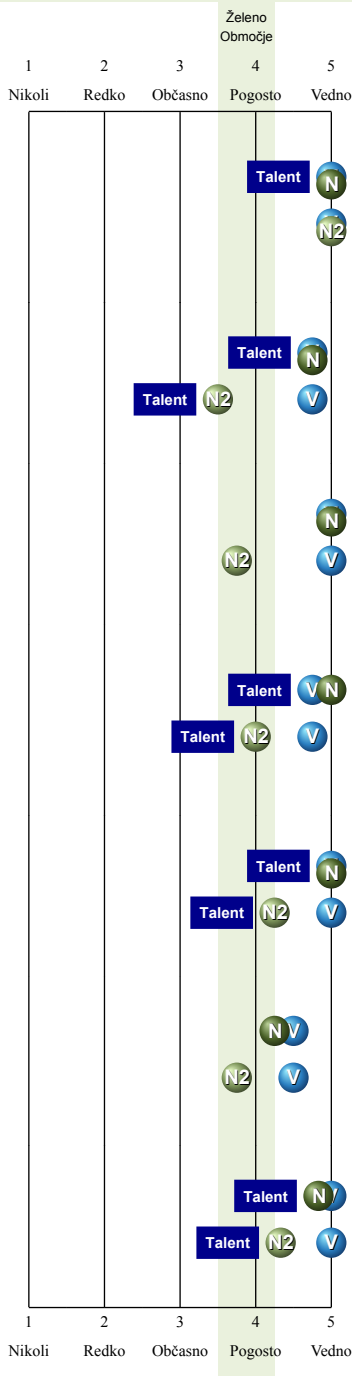 Želeno
Območje
1 2 3 4 5
Nikoli Redko Občasno Pogosto Vedno
Talent
N
N2
Talent
N
Talent N2 V
N
N2 V
Talent V N
Talent N2 V
Talent
N
Talent N2 V
N V
N2 V
Talent N V
Talent N2 V
1 2 3 4 5
Nikoli Redko Občasno Pogosto Vedno